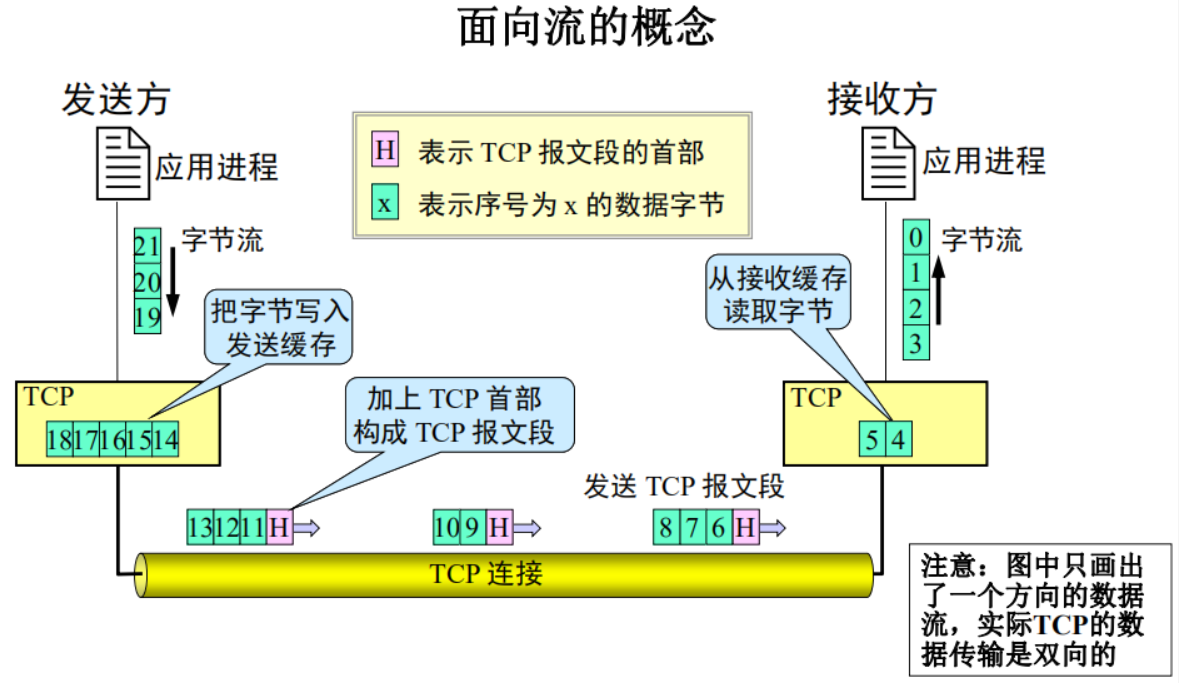 面向流的概念
发送方
接收方
应用进程
应用进程
H 表示 TCP 报文段的首部
x 表示序号为 x 的数据字节
21
20
19
字节流
0
1
2
3
字节流
把字节写入
发送缓存
从接收缓存
读取字节
TCP
18 17 16 15 14
加上 TCP 首部
构成 TCP 报文段
TCP
5 4
发送 TCP 报文段
13 12 11 H
10 9 H
8 7 6 H
TCP 连接
注意：图中只画出
了一个方向的数据
流，实际TCP的数
据传输是双向的